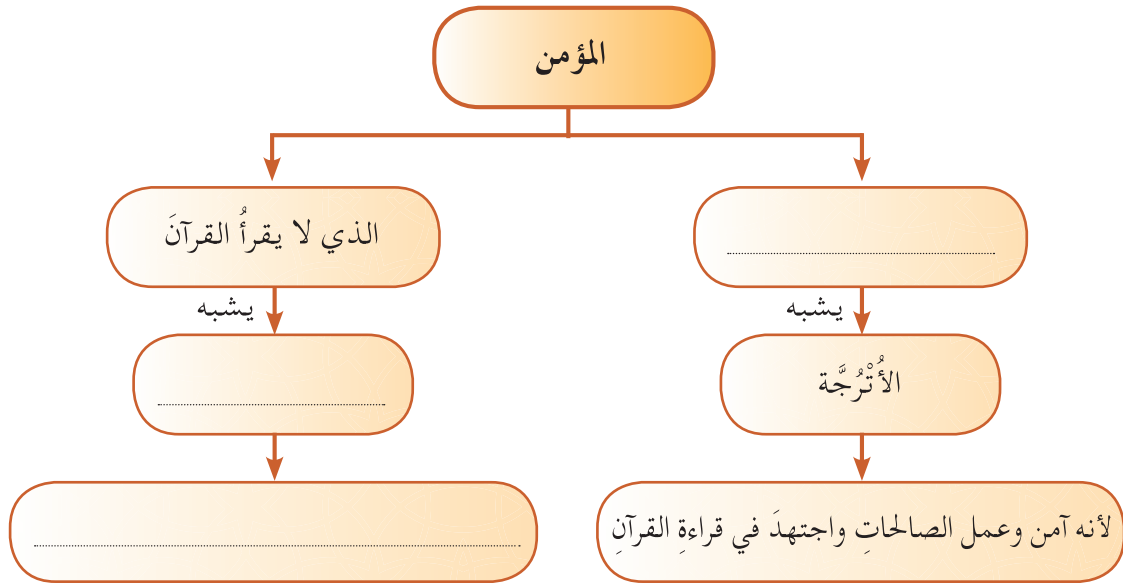 المؤمن
الذي لا يقرأُ القرآنَ
يشبه
يشبه
الأُتْرُجَّة
لأنه آمن وعمل الصالحاتِ واجتهدَ في قراءةِ القرآنِ